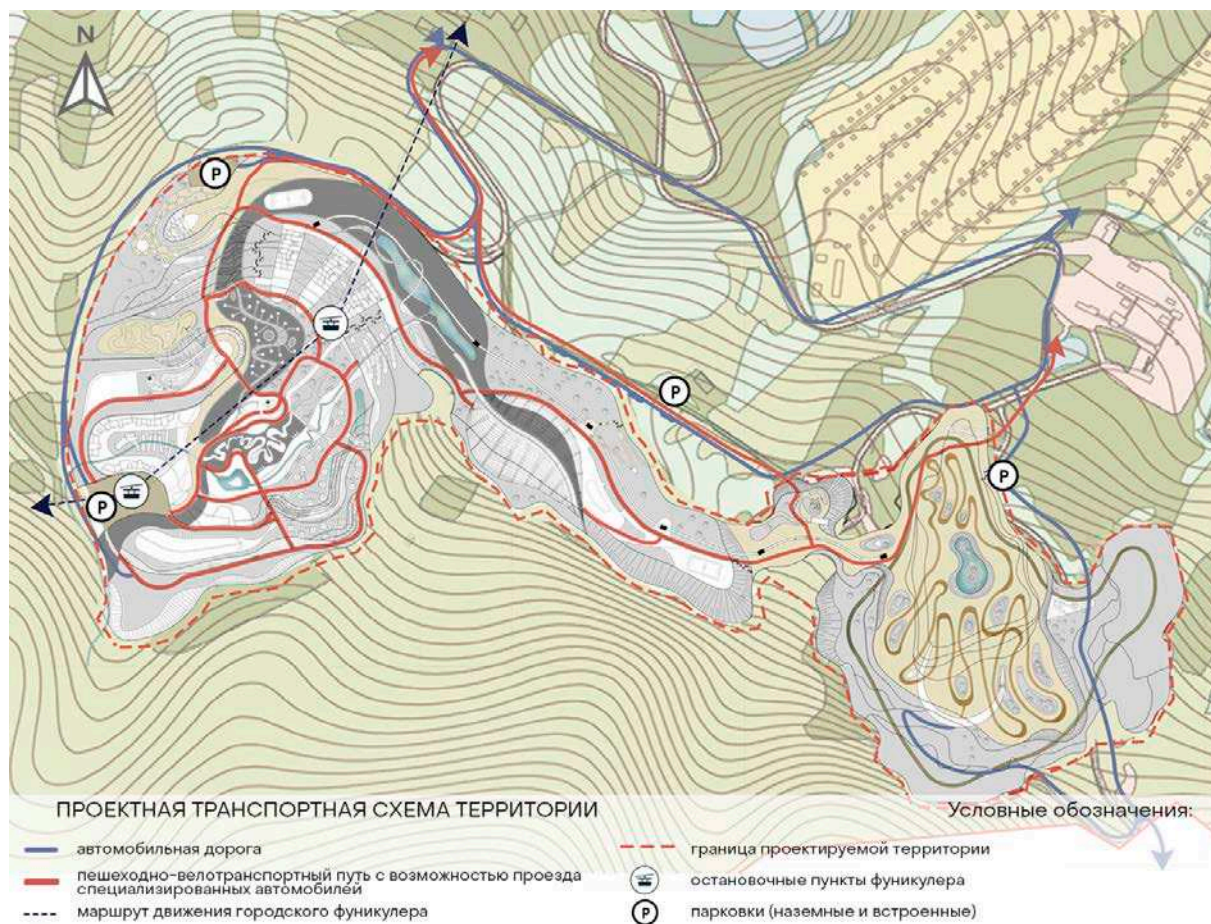 N
P
P
P
P
ПРОЕКТНАЯ ТРАНСПОРТНАЯ СХЕМА ТЕРРИТОРИИ
Условные обозначения:
автомобильная дорога
граница проектируемой территории
пешеходно-велотранспортный путь с возможностью проезда
специализированных автомобилей
остановочные пункты фуникулера
маршрут движения городского фуникулера
P
парковки (наземные и встроенные)